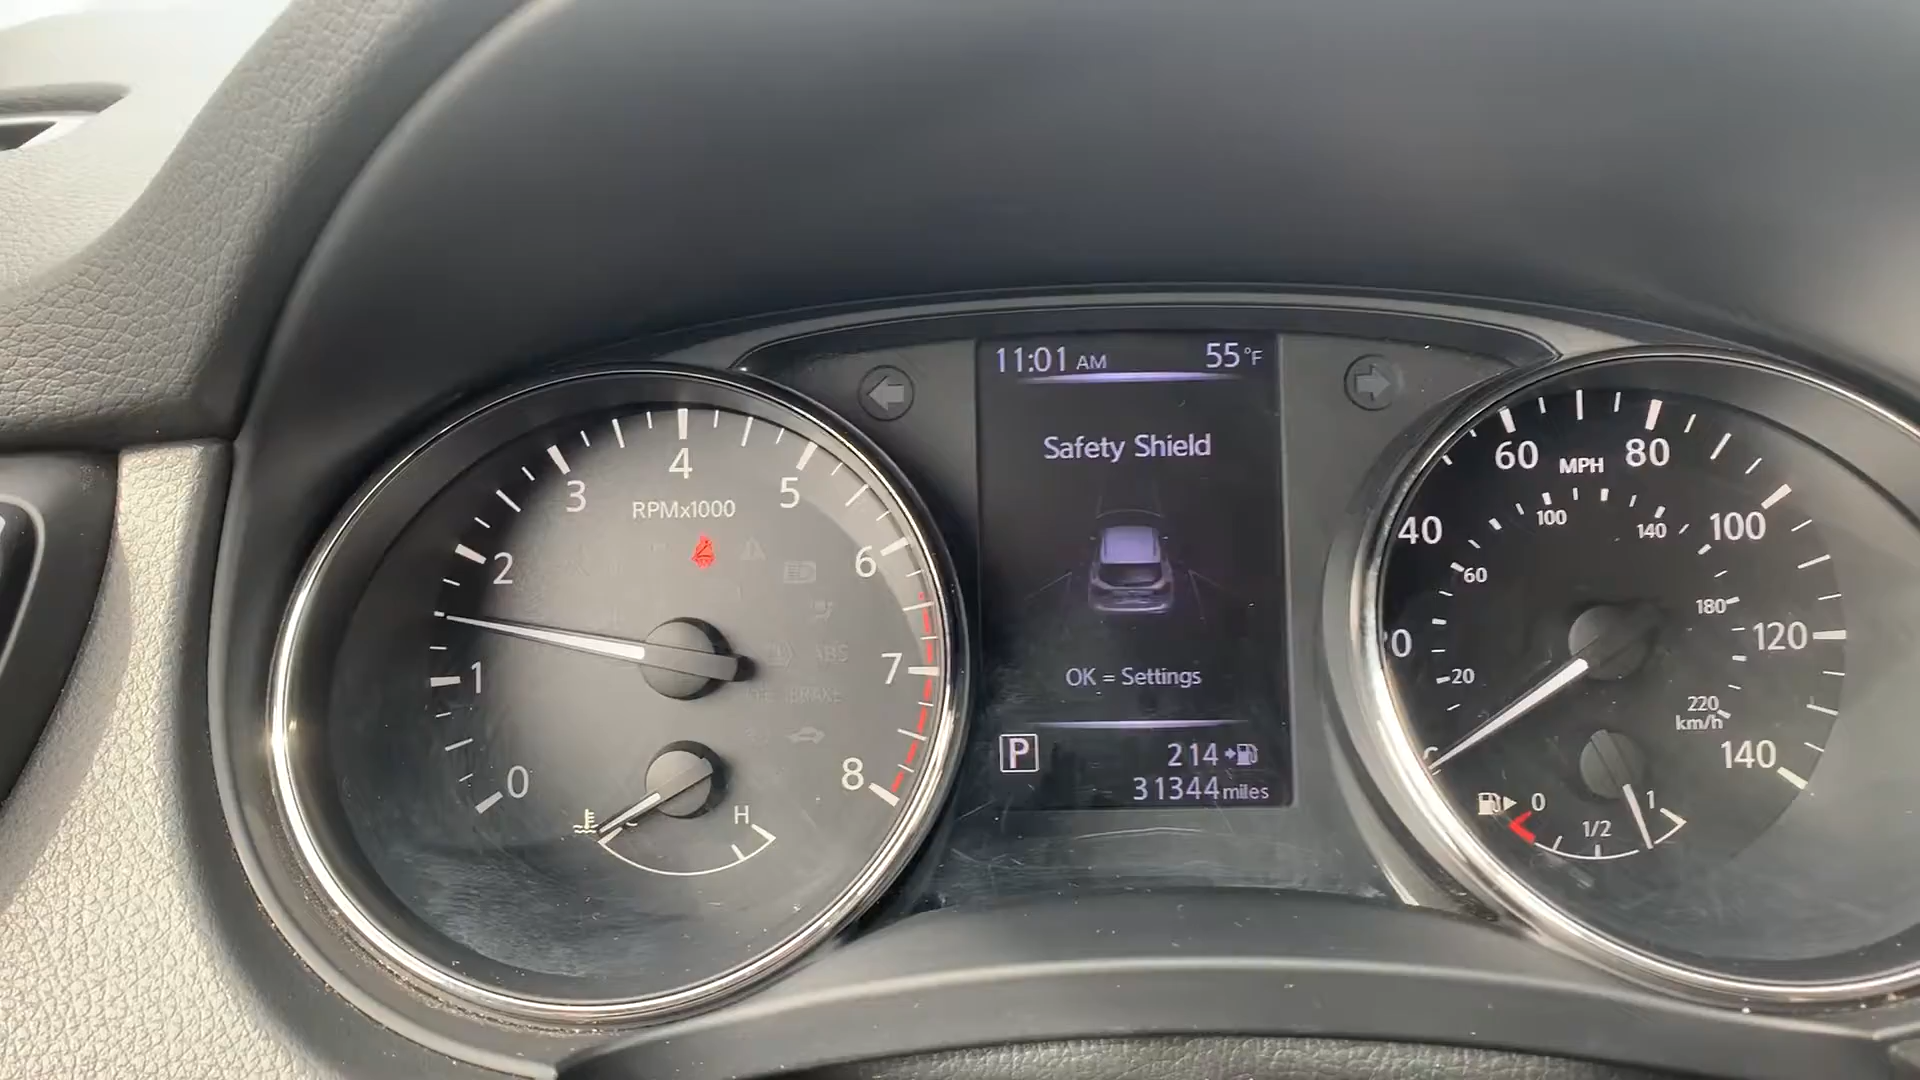 11:01 AM 55°F
Safety Shield
OK = Settings
P
214
31344 miles
0
1
2
3
4
5
6
7
8
RPMx1000
ABS
BRAKE
H
40
60
80
100
120
140
MPH
20
60
100
140
180
220
km/h
0
1/2
1